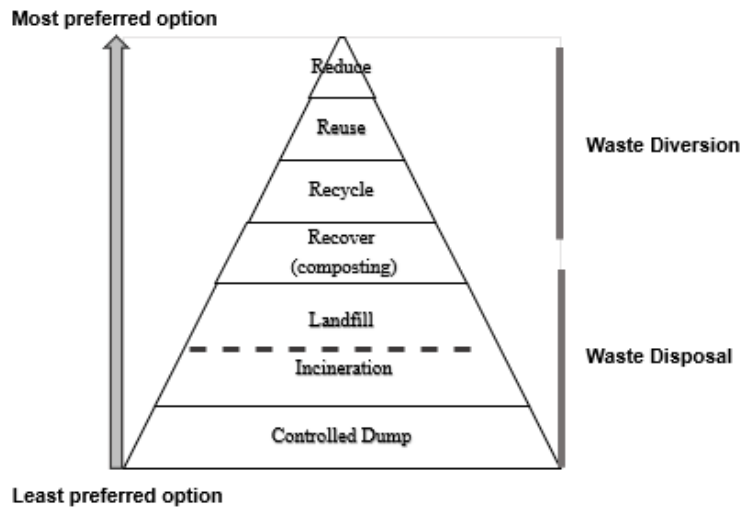 Most preferred option
Reduce
Reuse
Waste Diversion
Recycle
Recover
(composting)
Landfill
Waste Disposal
Incineration
Controlled Dump
Least preferred option